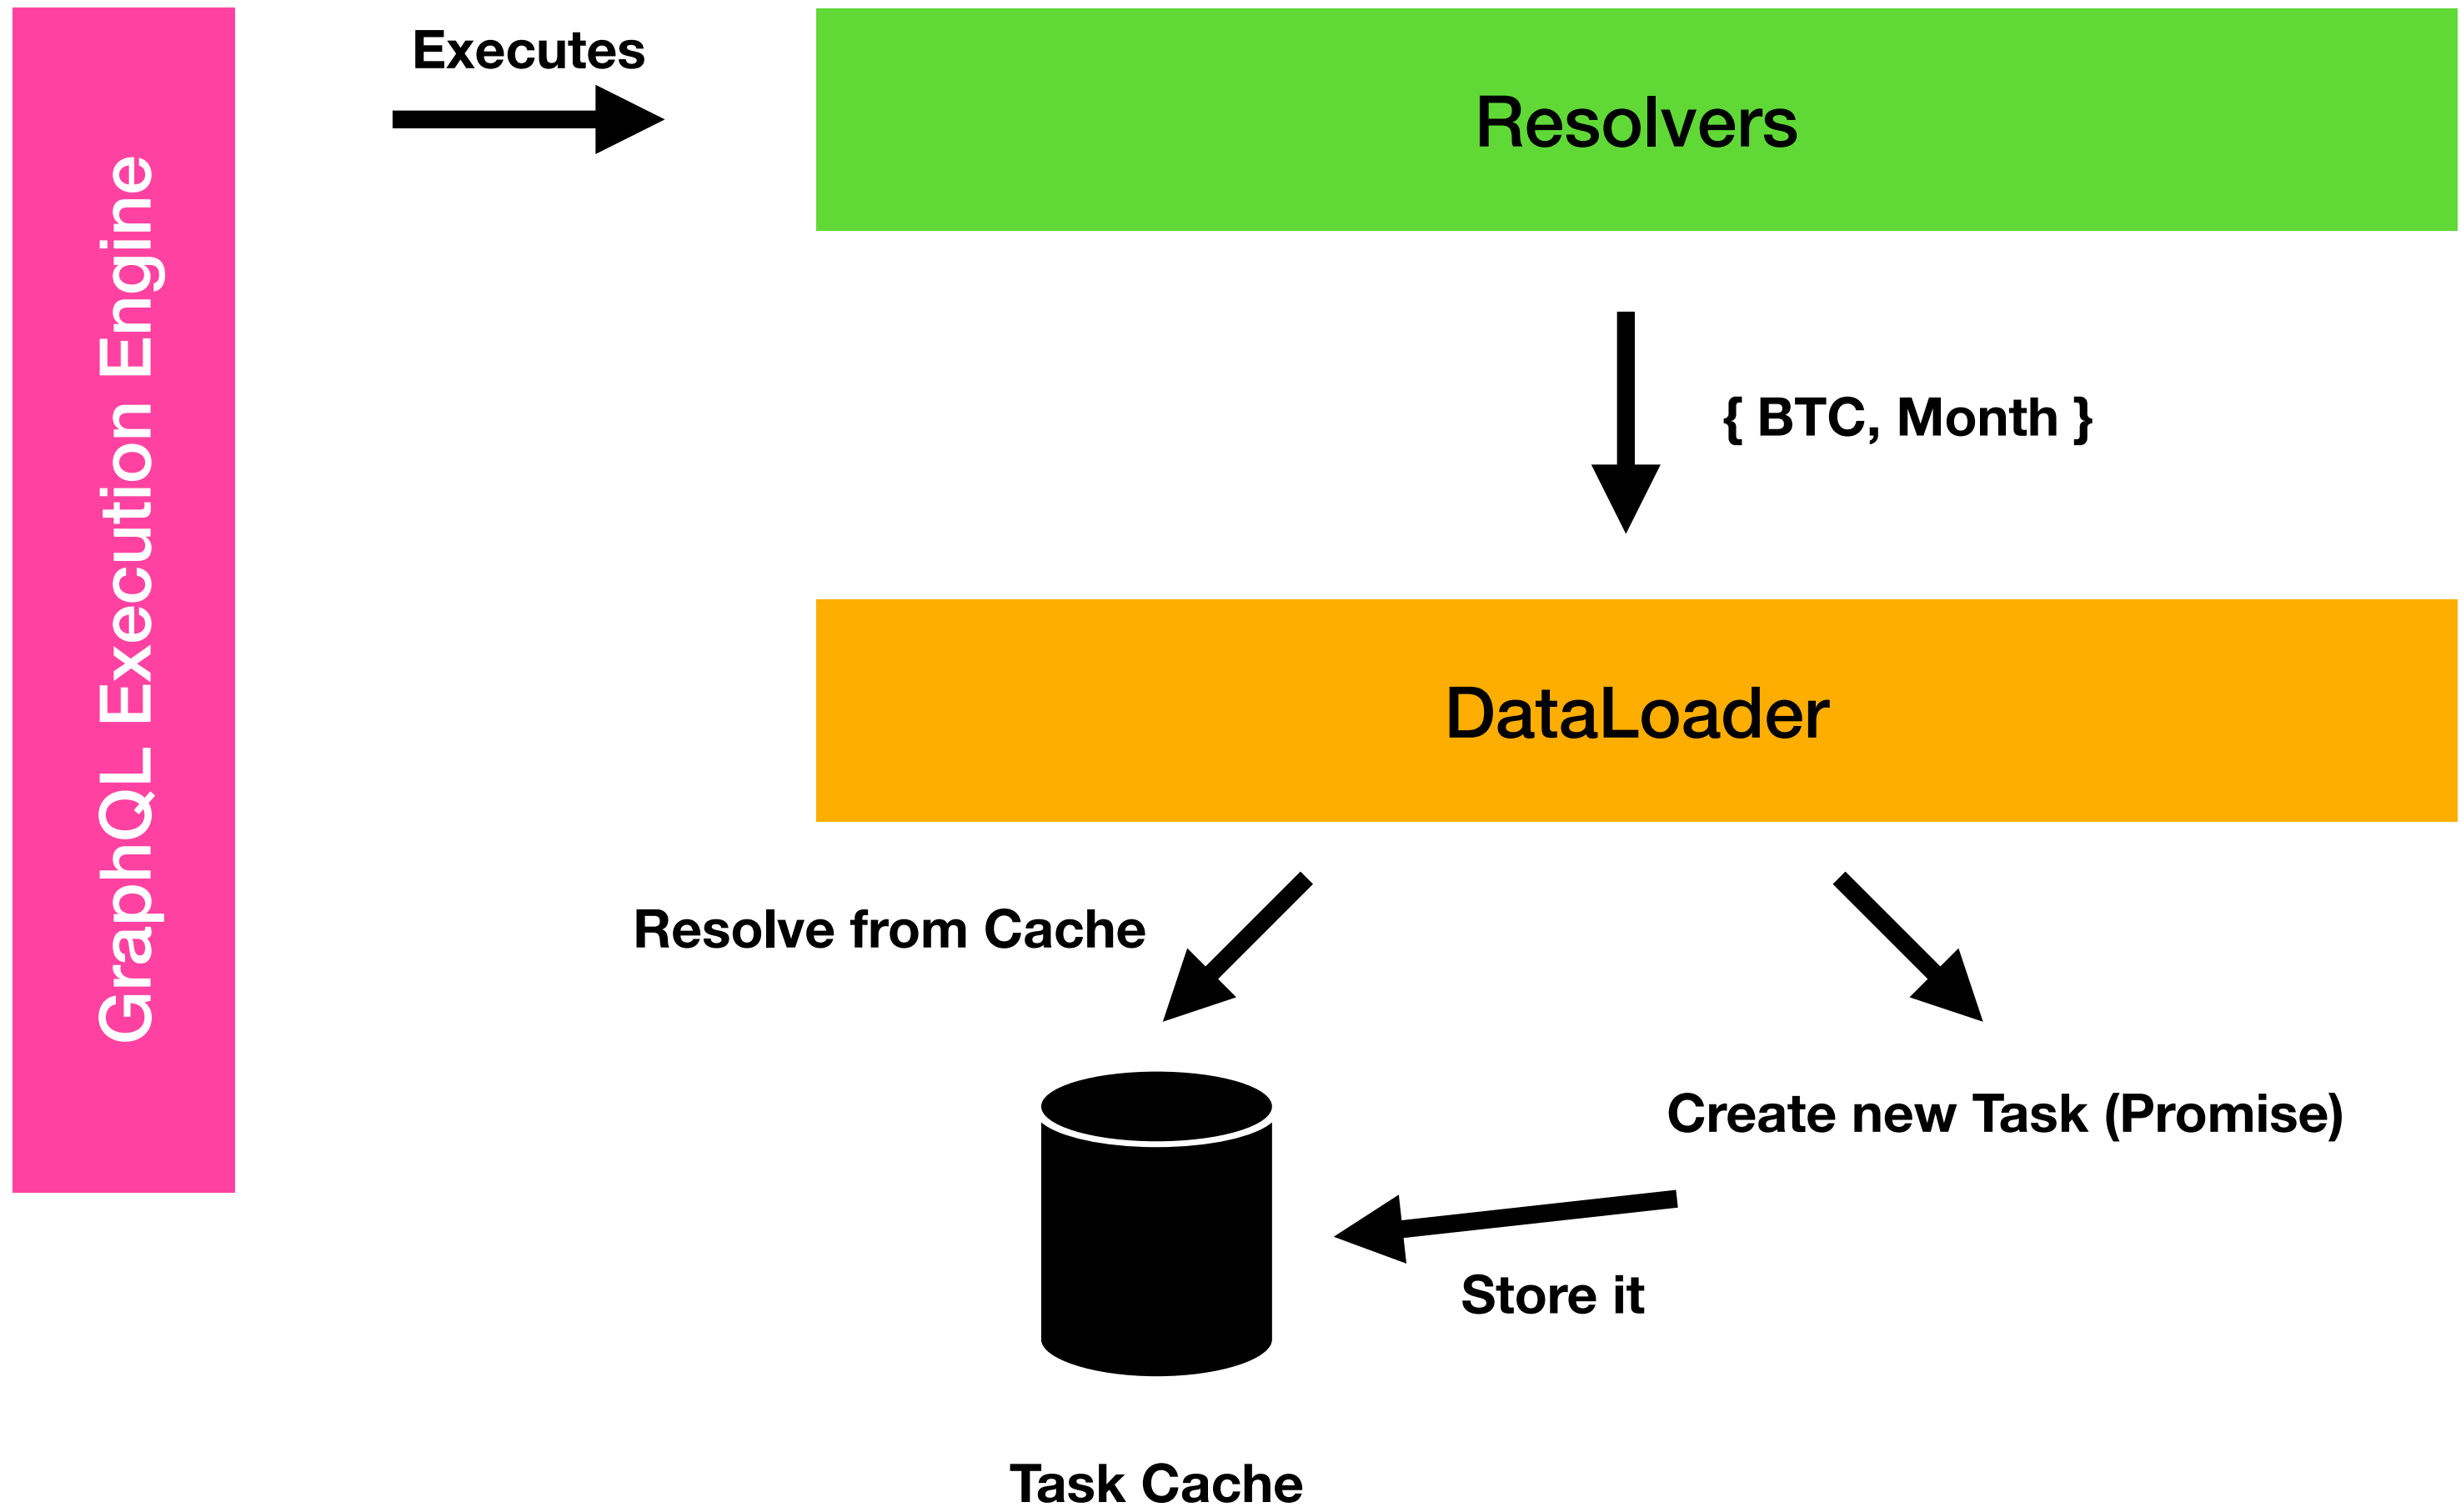 GraphQL Execution Engine
Executes
Resolvers
{ BTC, Month }
DataLoader
Resolve from Cache
Create new Task (Promise)
Store it
Task Cache